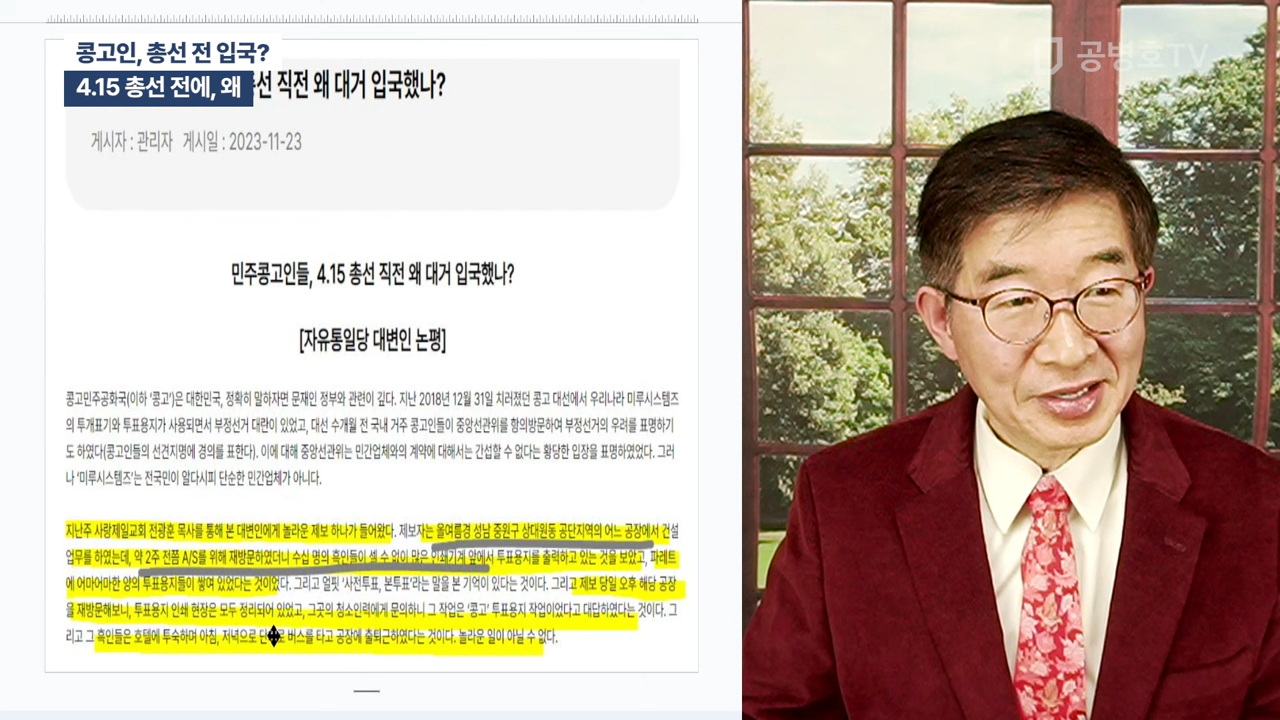 콩고인, 총선 전 입국?
4.15 총선 전에, 왜
총선 직전 왜 대거 입국했나?
게시자 : 관리자 게시일 : 2023-11-23
공병호TV
민주콩고인들, 4.15 총선 직전 왜 대거 입국했나?
[자유통일당 대변인 논평]
콩고민주공화국(이하 ‘콩고’)은 대한민국, 정확히 말하자면 문재인 정부와 관련이 깊다. 지난 2018년 12월 31일 치러졌던 콩고 대선에서 우리나라 미루시스템즈
의 투개표기와 투표용지가 사용되면서 부정선거 대란이 있었고, 대선 수개월 전 국내 거주 콩고인들이 중앙선관위를 항의방문하여 부정선거의 우려를 표명하기
도 하였다(콩고인들의 선견지명에 경의를 표한다). 이에 대해 중앙선관위는 민간업체와의 계약에 대해서는 간섭할 수 없다는 황당한 입장을 표명하였었다. 그러
나 ‘미루시스템즈’는 전국민이 알다시피 단순한 민간업체가 아니다.
지난주 사랑제일교회 전광훈 목사를 통해 본 대변인에게 놀라운 제보 하나가 들어왔다. 제보자는 올여름경 성남 중원구 상대원동 공단지역의 어느 공장에서 건설
업무를 하였는데, 약 2주 전쯤 A/S를 위해 재방문하였더니 수십 명의 흑인들이 셀 수 없이 많은 인쇄기계 앞에서 투표용지를 출력하고 있는 것을 보았고, 파레트
에 어마어마한 양의 투표용지들이 쌓여 있었다는 것이었다. 그리고 얼핏 ‘사전투표, 본투표’라는 말을 본 기억이 있다는 것이다. 그리고 제보 당일 오후 해당 공장
을 재방문해보니, 투표용지 인쇄 현장은 모두 정리되어 있었고, 그곳의 청소인력에게 문의하니 그 작업은 ‘콩고’ 투표용지 작업이었다고 대답하였다는 것이다. 그
리고 그 흑인들은 호텔에 투숙하며 아침, 저녁으로 버스를 타고 공장에 출퇴근하였다는 것이다. 놀라운 일이 아닐 수 없다.